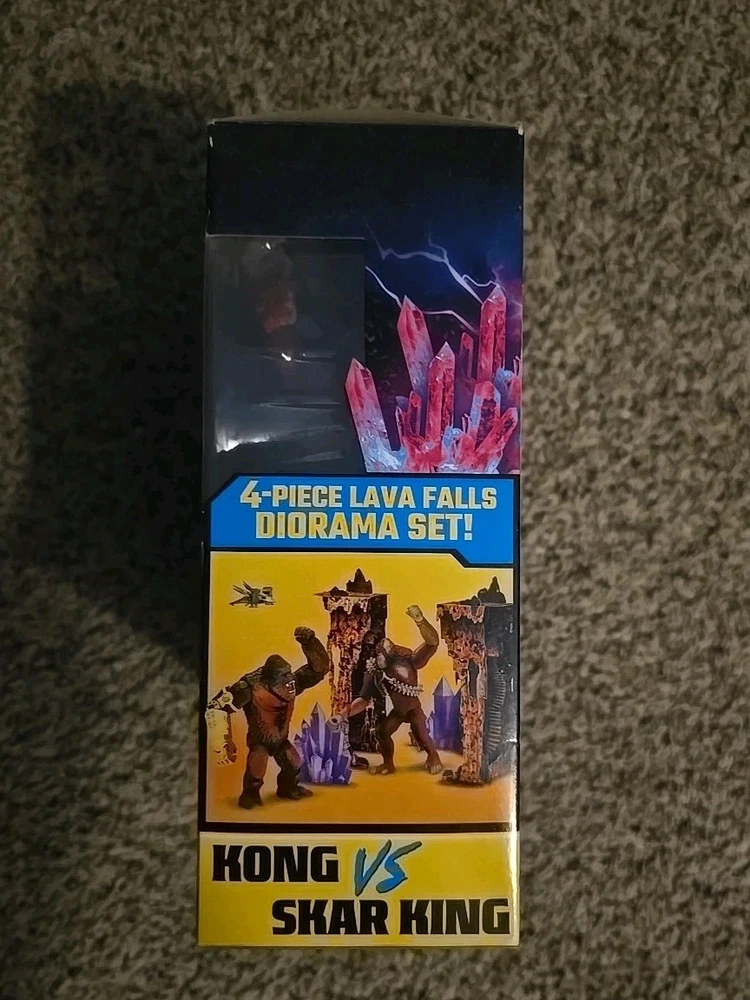 4-PIECE LAVA FALLS
DIORAMA SET!
KONG VS
SKAR KING